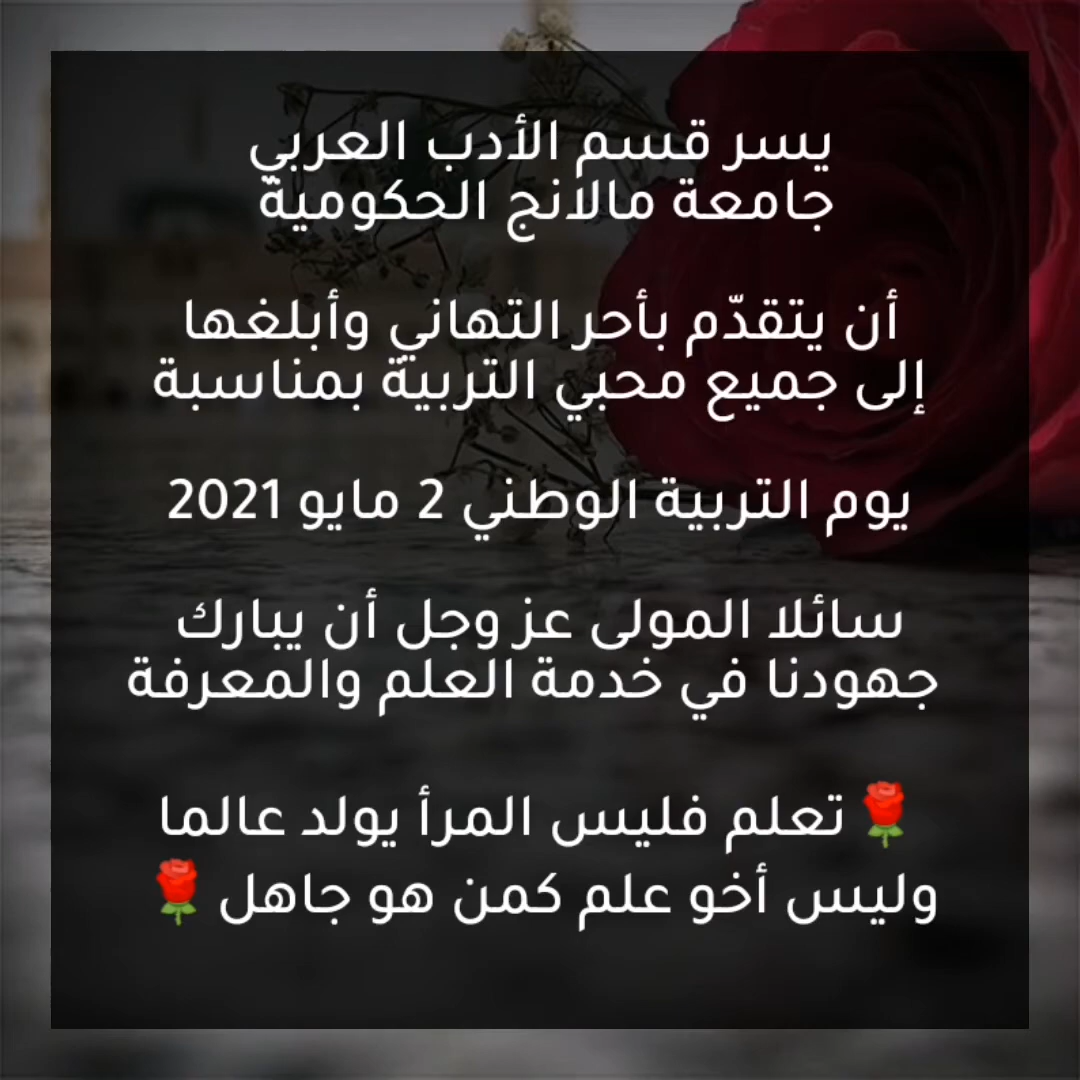 يسر قسم الأدب العربي
جامعة مالانج الحكومية
أن يتقدّم بأحر التهاني وأبلغها
إلى جميع محبي التربية بمناسبة
يوم التربية الوطني 2 مايو 2021
سائلا المولى عز وجل أن يبارك
جهودنا في خدمة العلم والمعرفة
🌹تعلم فليس المرأ يولد عالما
وليس أخو علم كمن هو جاهل 🌹